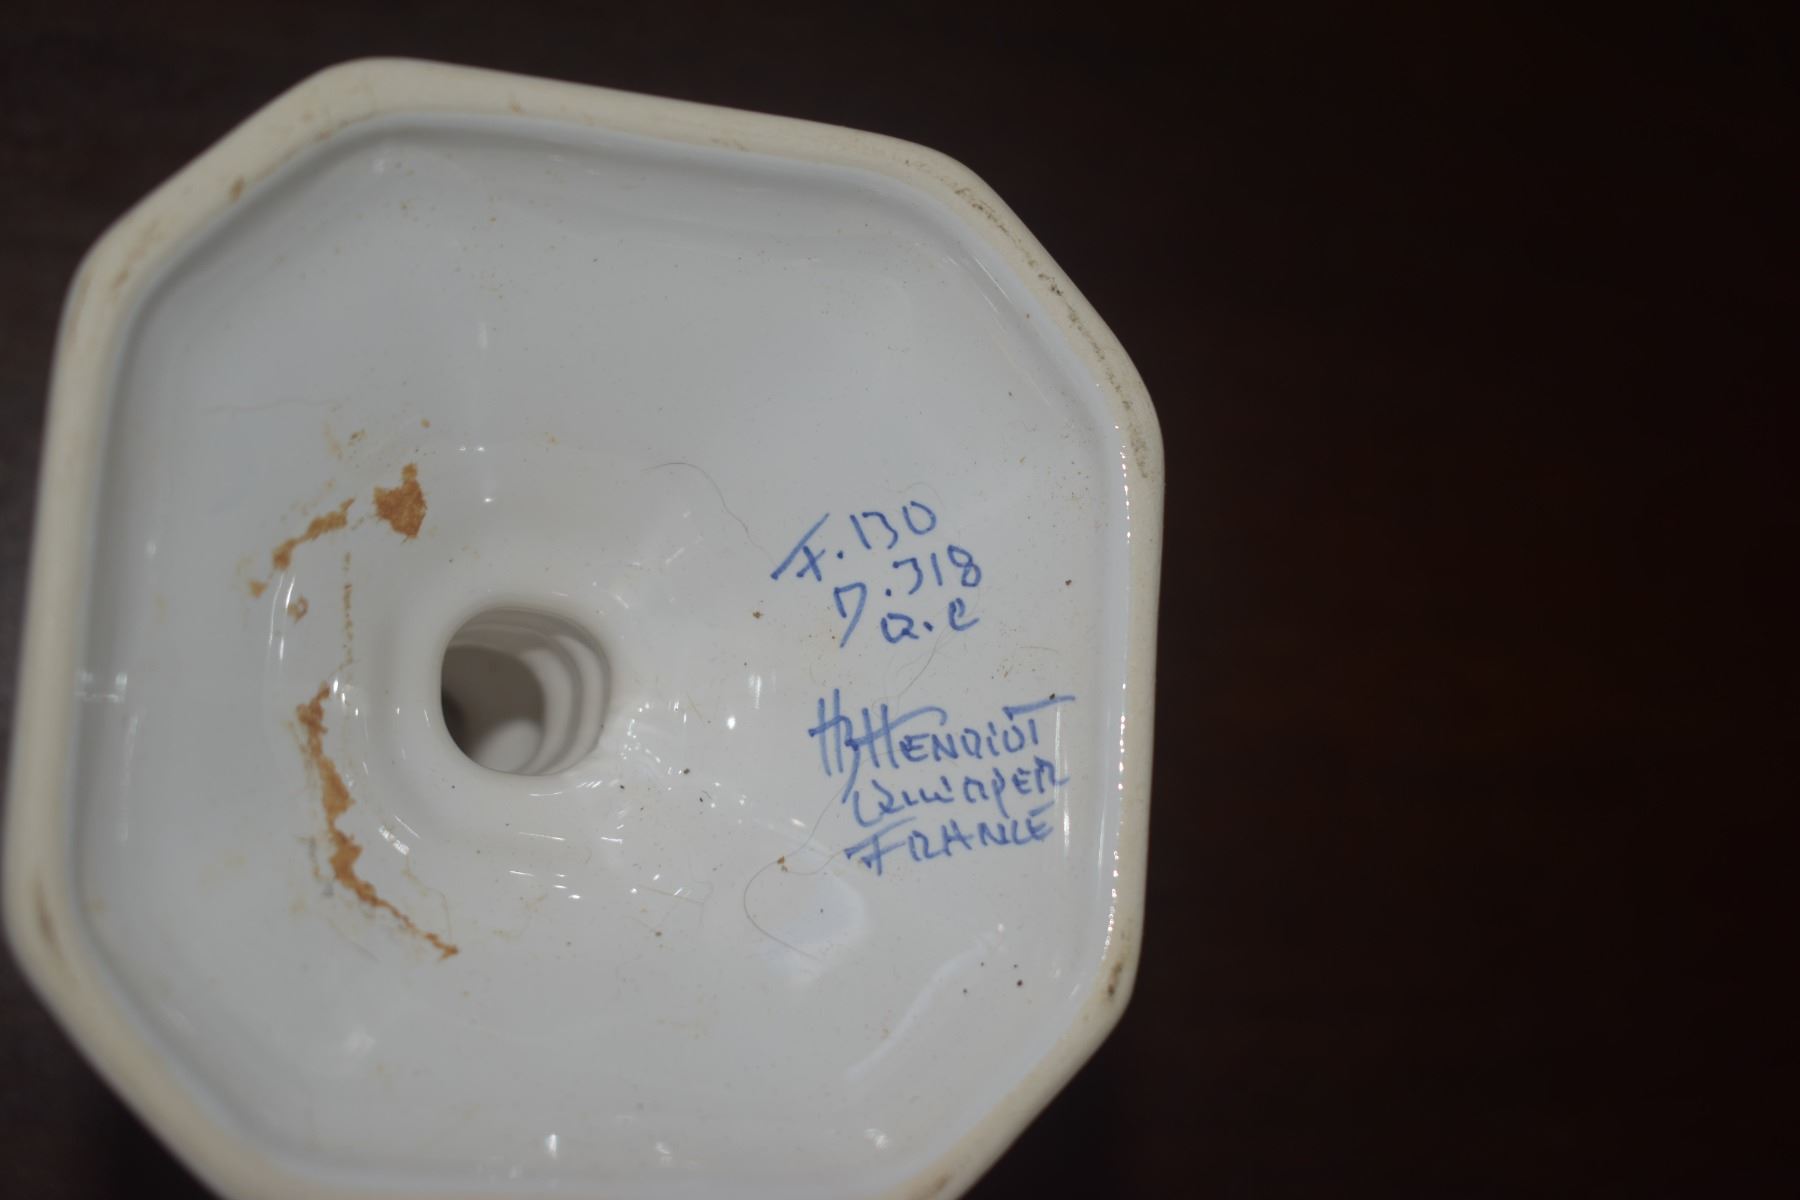 F.130
D.318
Q.C
HB HENRIOT
QUIMPER
FRANCE